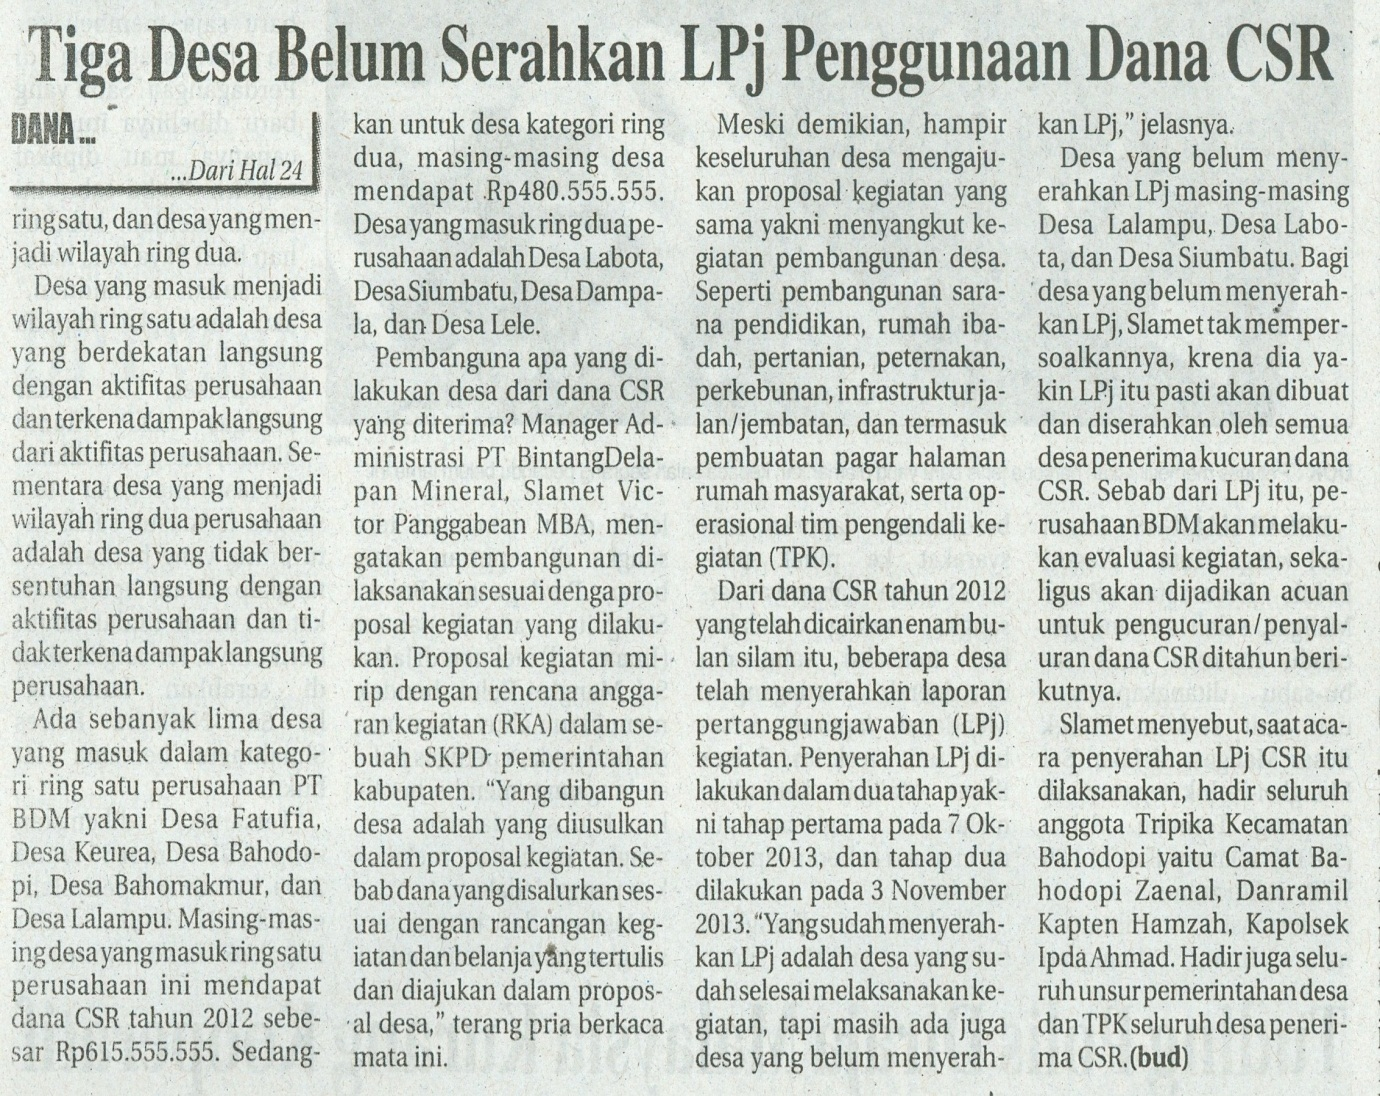 Tiga Desa Belum Serahkan LPj Penggunaan Dana CSR
DANA...
...Dari Hal 24
ring satu, dan desa yang men-
jadi wilayah ring dua.
Desa yang masuk menjadi
wilayah ring satu adalah desa
yang berdekatan langsung
dengan aktifitas perusahaan
dan terkena dampak langsung
dari aktifitas perusahaan. Se-
mentara desa yang menjadi
wilayah ring dua perusahaan
adalah desa yang tidak ber-
sentuhan langsung dengan
aktifitas perusahaan dan ti-
dak terkena dampak langsung
perusahaan.
Ada sebanyak lima desa
yang masuk dalam katego-
ri ring satu perusahaan PT
BDM yakni Desa Fatufia,
Desa Keurea, Desa Bahodo-
pi, Desa Bahomakmur, dan
Desa Lalampu. Masing-mas-
ing desa yang masuk ring satu
perusahaan ini mendapat
dana CSR tahun 2012 sebe-
sar Rp615.555.555. Sedang-
kan untuk desa kategori ring
dua, masing-masing desa
mendapat Rp480.555.555.
Desa yang masuk ring dua pe-
rusahaan adalah Desa Labota,
Desa Siumbatu, Desa Dampa-
la, dan Desa Lele.
Pembanguna apa yang di-
lakukan desa dari dana CSR
yang diterima? Manager Ad-
ministrasi PT BintangDela-
pan Mineral, Slamet Vic-
tor Panggabean MBA, men-
gatakan pembangunan di-
laksanakan sesuai denga pro-
posal kegiatan yang dilaku-
kan. Proposal kegiatan mi-
rip dengan rencana angga-
ran kegiatan (RKA) dalam se-
buah SKPD pemerintahan
kabupaten. “Yang dibangun
desa adalah yang diusulkan
dalam proposal kegiatan. Se-
bab dana yang disalurkan ses-
uai dengan rancangan keg-
iatan dan belanja yang tertulis
dan diajukan dalam propos-
al desa,” terang pria berkaca
mata ini.
Meski demikian, hampir
keseluruhan desa mengaju-
kan proposal kegiatan yang
sama yakni menyangkut ke-
giatan pembangunan desa.
Seperti pembangunan sara-
na pendidikan, rumah iba-
dah, pertanian, peternakan,
perkebunan, infrastruktur ja-
lan/jembatan, dan termasuk
pembuatan pagar halaman
rumah masyarakat, serta op-
erasional tim pengendali ke-
giatan (TPK).
Dari dana CSR tahun 2012
yang telah dicairkan enam bu-
lan silam itu, beberapa desa
telah menyerahkan laporan
pertanggungjawaban (LPj)
kegiatan. Penyerahan LPj di-
lakukan dalam dua tahap yak-
ni tahap pertama pada 7 Ok-
tober 2013, dan tahap dua
dilakukan pada 3 November
2013. “Yang sudah menyerah-
kan LPj adalah desa yang su-
dah selesai melaksanakan ke-
giatan, tapi masih ada juga
desa yang belum menyerah-
kan LPj,” jelasnya.
Desa yang belum meny-
erahkan LPj masing-masing
Desa Lalampu, Desa Labo-
ta, dan Desa Siumbatu. Bagi
desa yang belum menyerah-
kan LPj, Slamet tak memper-
soalkannya, krena dia ya-
kin LPj itu pasti akan dibuat
dan diserahkan oleh semua
desa penerima kucuran dana
CSR. Sebab dari LPj itu, pe-
rusahaan BDM akan melaku-
kan evaluasi kegiatan, seka-
ligus akan dijadikan acuan
untuk pengucuran/penyal-
uran dana CSR ditahun beri-
kutnya.
Slamet menyebut, saat aca-
ra penyerahan LPj CSR itu
dilaksanakan, hadir seluruh
anggota Tripika Kecamatan
Bahodopi yaitu Camat Ba-
hodopi Zaenal, Danramil
Kapten Hamzah, Kapolsek
Ipda Ahmad. Hadir juga selu-
ruh unsur pemerintahan desa
dan TPK seluruh desa peneri-
ma CSR.(bud)